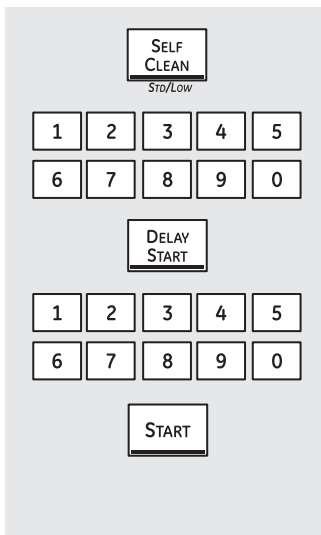 SELF
CLEAN
STD/LOW
1 2 3 4 5
6 7 8 9 0
DELAY
START
1 2 3 4 5
6 7 8 9 0
START